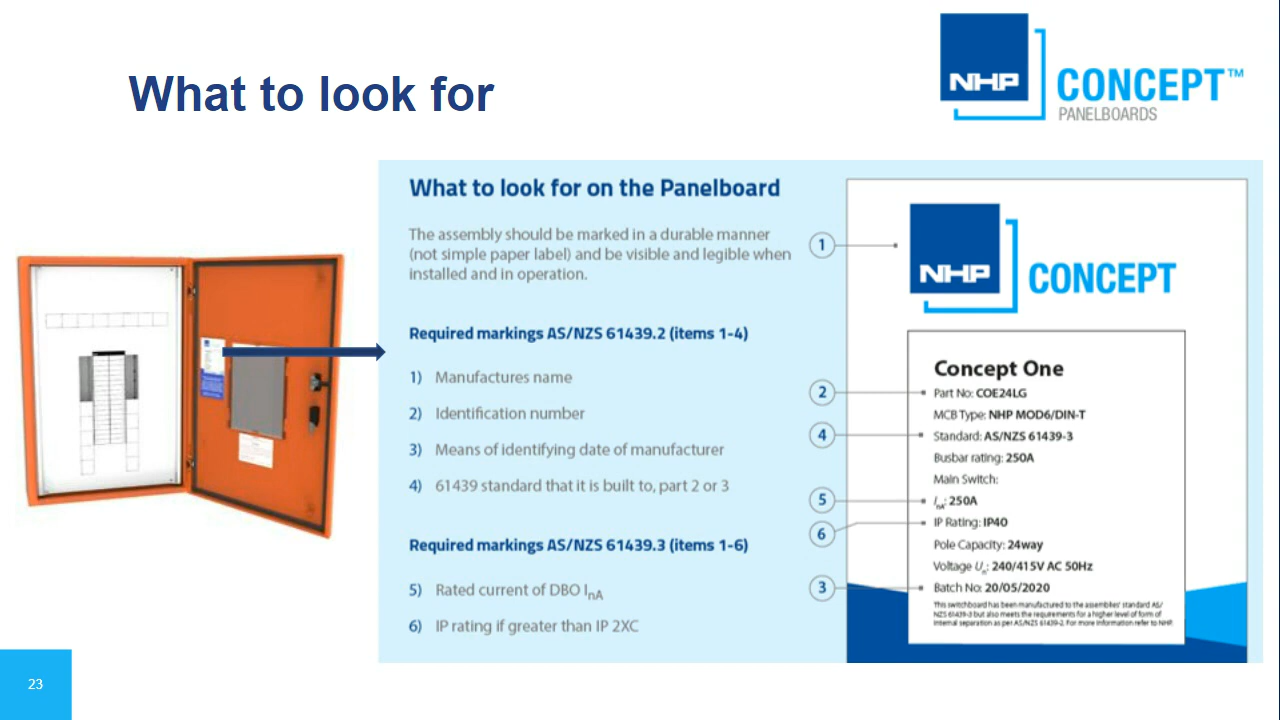 What to look for
NHP
CONCEPT™
PANELBOARDS
What to look for on the Panelboard
The assembly should be marked in a durable manner
(not simple paper label) and be visible and legible when
installed and in operation.
Required markings AS/NZS 61439.2 (items 1-4)
1) Manufactures name
2) Identification number
3) Means of identifying date of manufacturer
4) 61439 standard that it is built to, part 2 or 3
Required markings AS/NZS 61439.3 (items 1-6)
5) Rated current of DBO InA
6) IP rating if greater than IP 2XC
1
NHP
CONCEPT
Concept One
2 Part No: COE24LG
MCB Type: NHP MOD6/DIN-T
4 Standard: AS/NZS 61439-3
Busbar rating: 250A
Main Switch:
5 InA: 250A
6 IP Rating: IP40
Pole Capacity: 24way
Voltage Un: 240/415V AC 50Hz
3 Batch No: 20/05/2020
This switchboard has been manufactured to the assemblies' standard AS/
NZS 61439-3 but also meets the requirements for a higher level of form of
internal separation as per AS/NZS 61439-2. For more information refer to NHP.
23